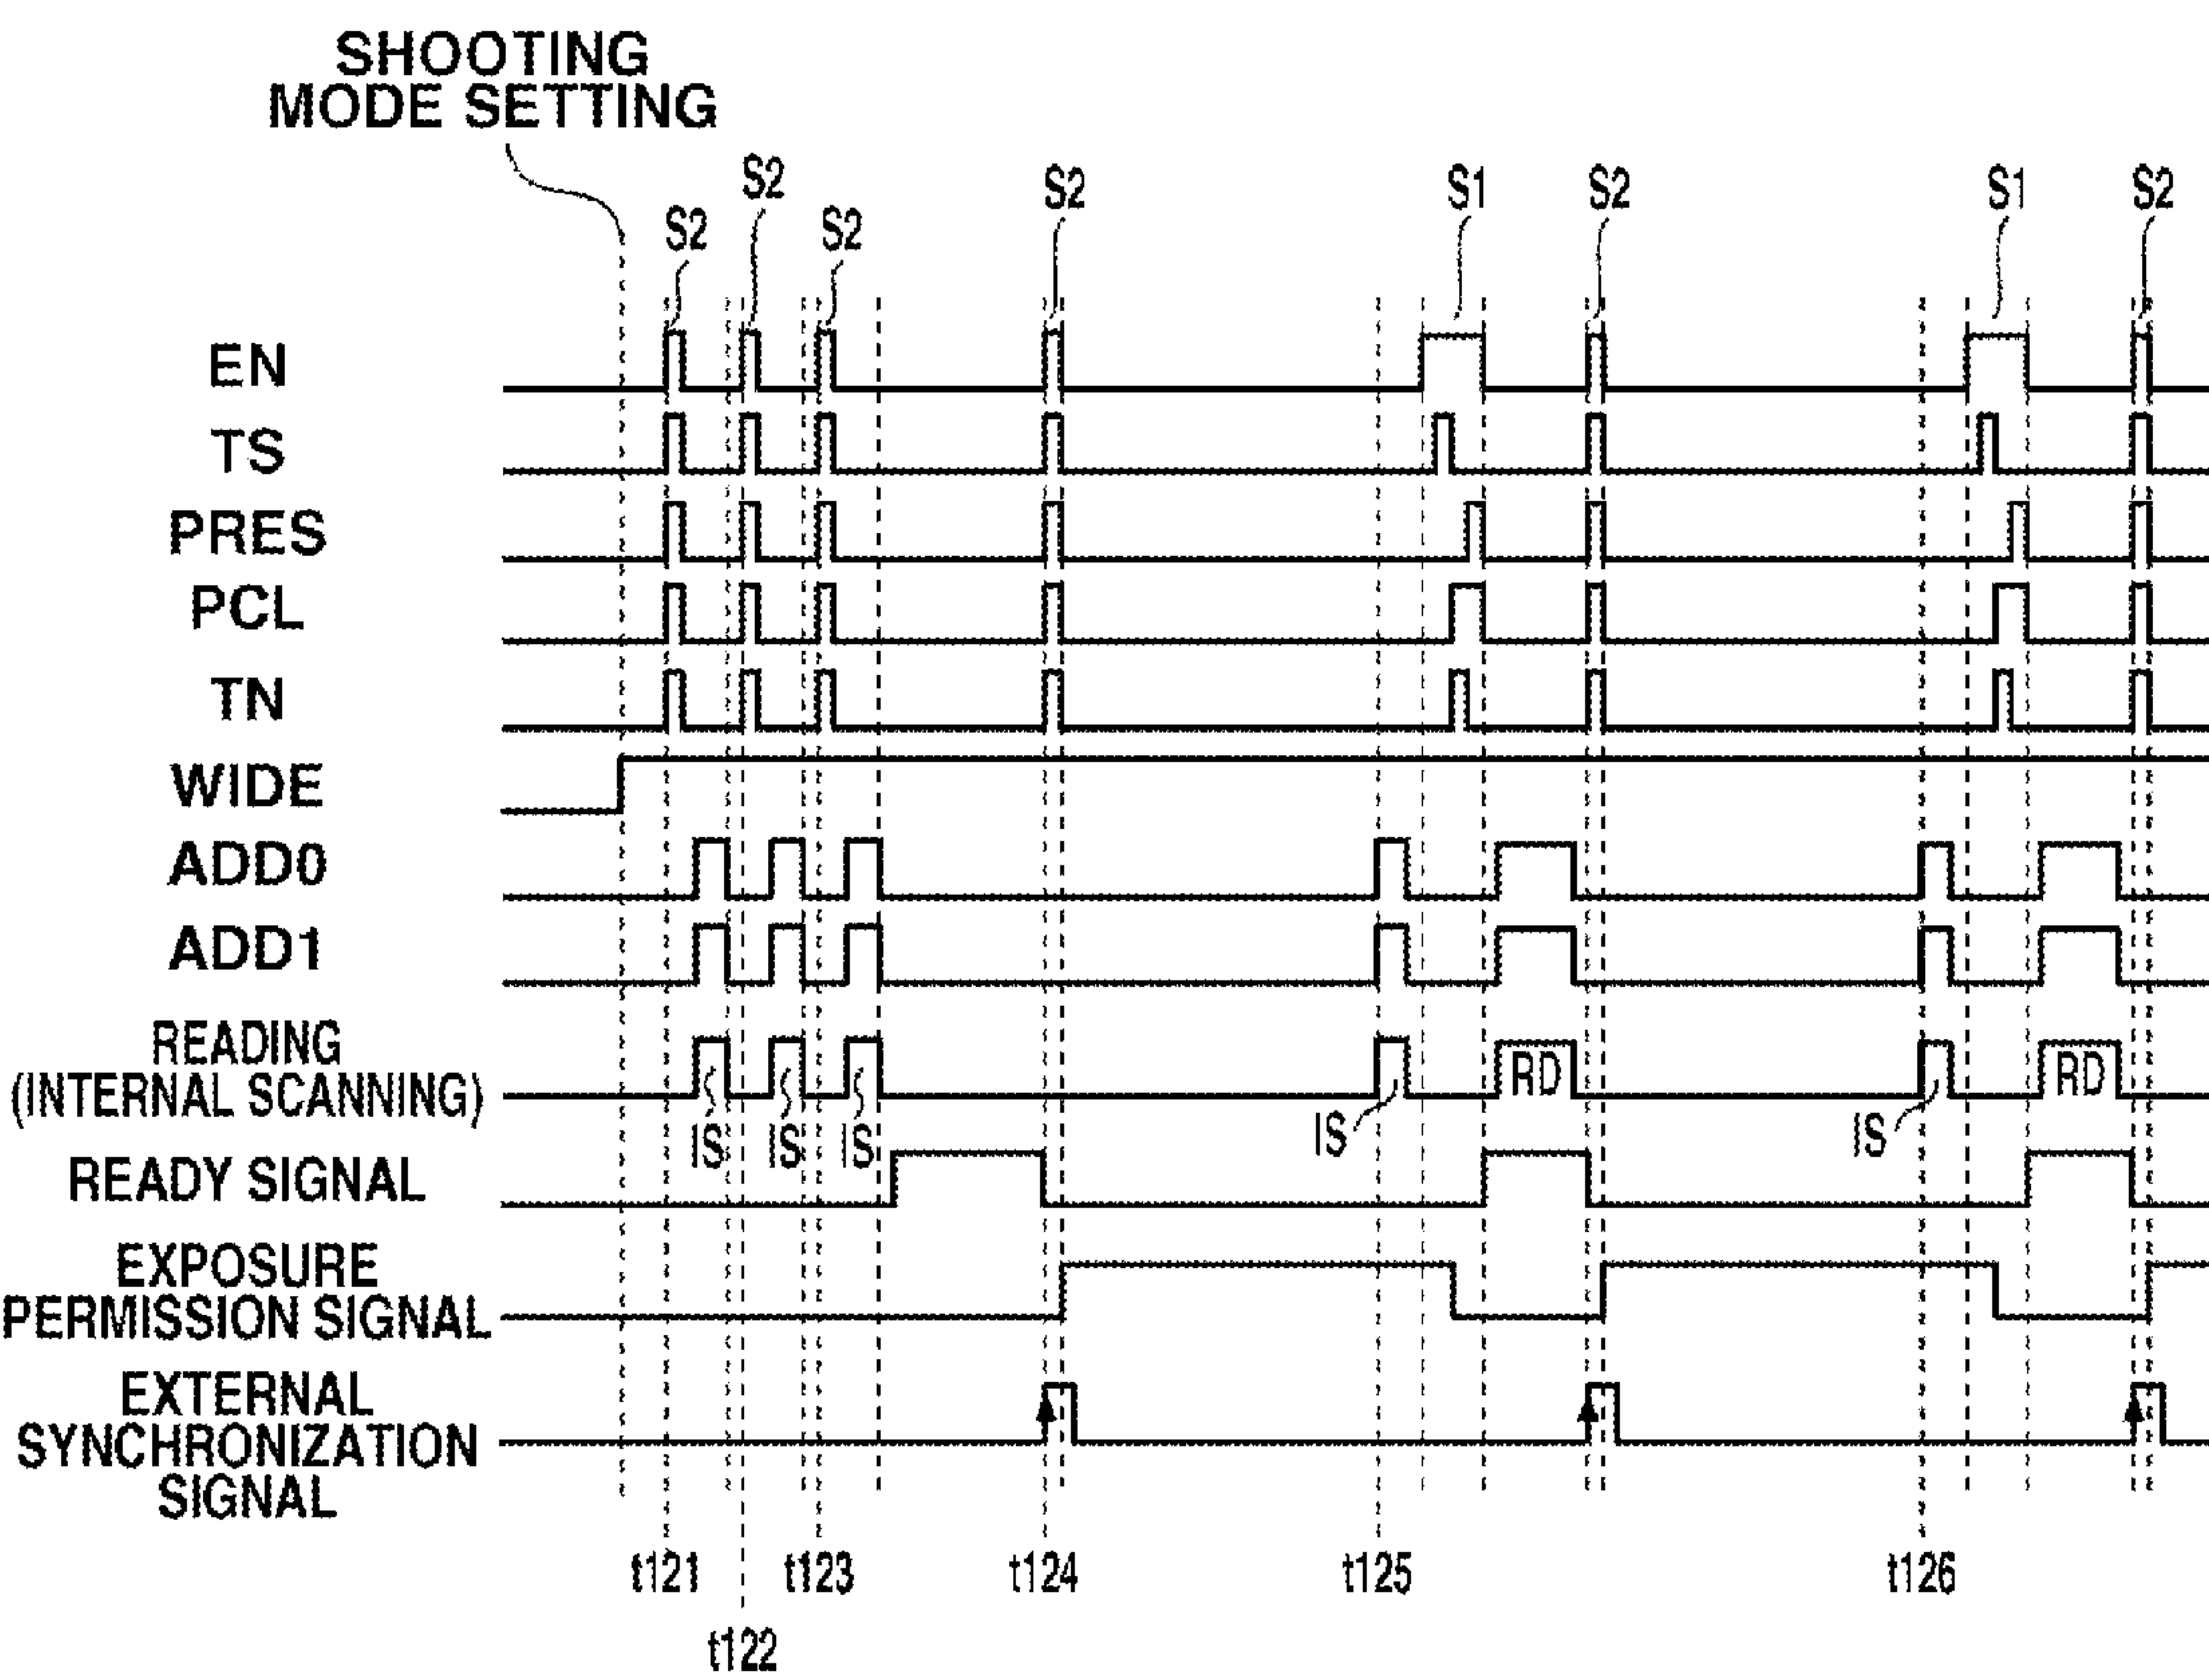 SHOOTING
MODE SETTING
S2
S2
S2
S2
S1
S2
S1
S2
EN
TS
PRES
PCL
TN
WIDE
ADD0
ADD1
READING
(INTERNAL SCANNING)
IS
IS
IS
IS
RD
IS
RD
READY SIGNAL
EXPOSURE
PERMISSION SIGNAL
EXTERNAL
SYNCHRONIZATION
SIGNAL
t121
t122
t123
t124
t125
t126